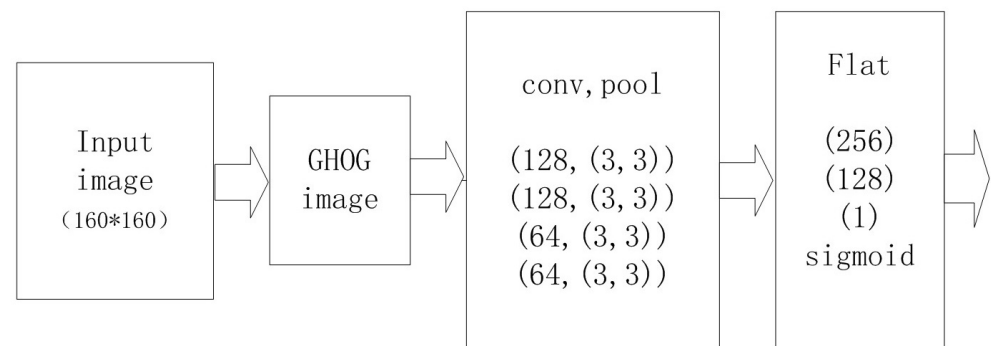 Input
image
(160*160)
GHOG
image
conv,pool
(128,(3,3))
(128,(3,3))
(64,(3,3))
(64,(3,3))
Flat
(256)
(128)
(1)
sigmoid